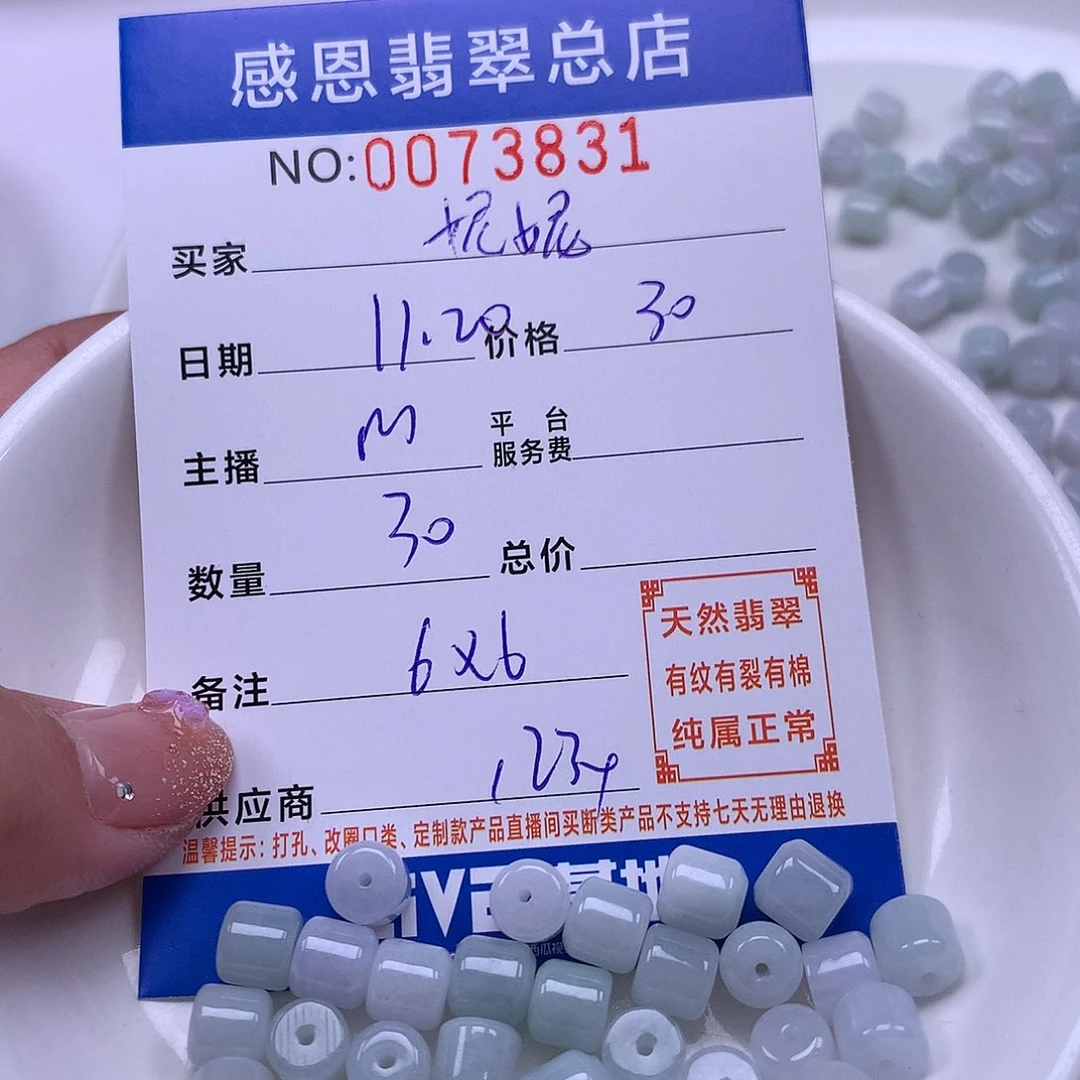 感恩翡翠总店
NO:0073831
买家 妮妮
日期 11.20 价格 30
主播 M 平台服务费
数量 30 总价
备注 6x6
天然翡翠
有纹有裂有棉
纯属正常
供应商
温馨提示：打孔、改圈口类、定制款产品直播间买断类产品不支持七天无理由退换
基地